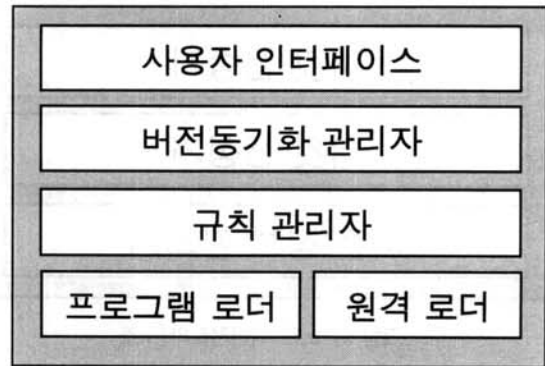 사용자 인터페이스
버전동기화 관리자
규칙 관리자
프로그램 로더
원격 로더